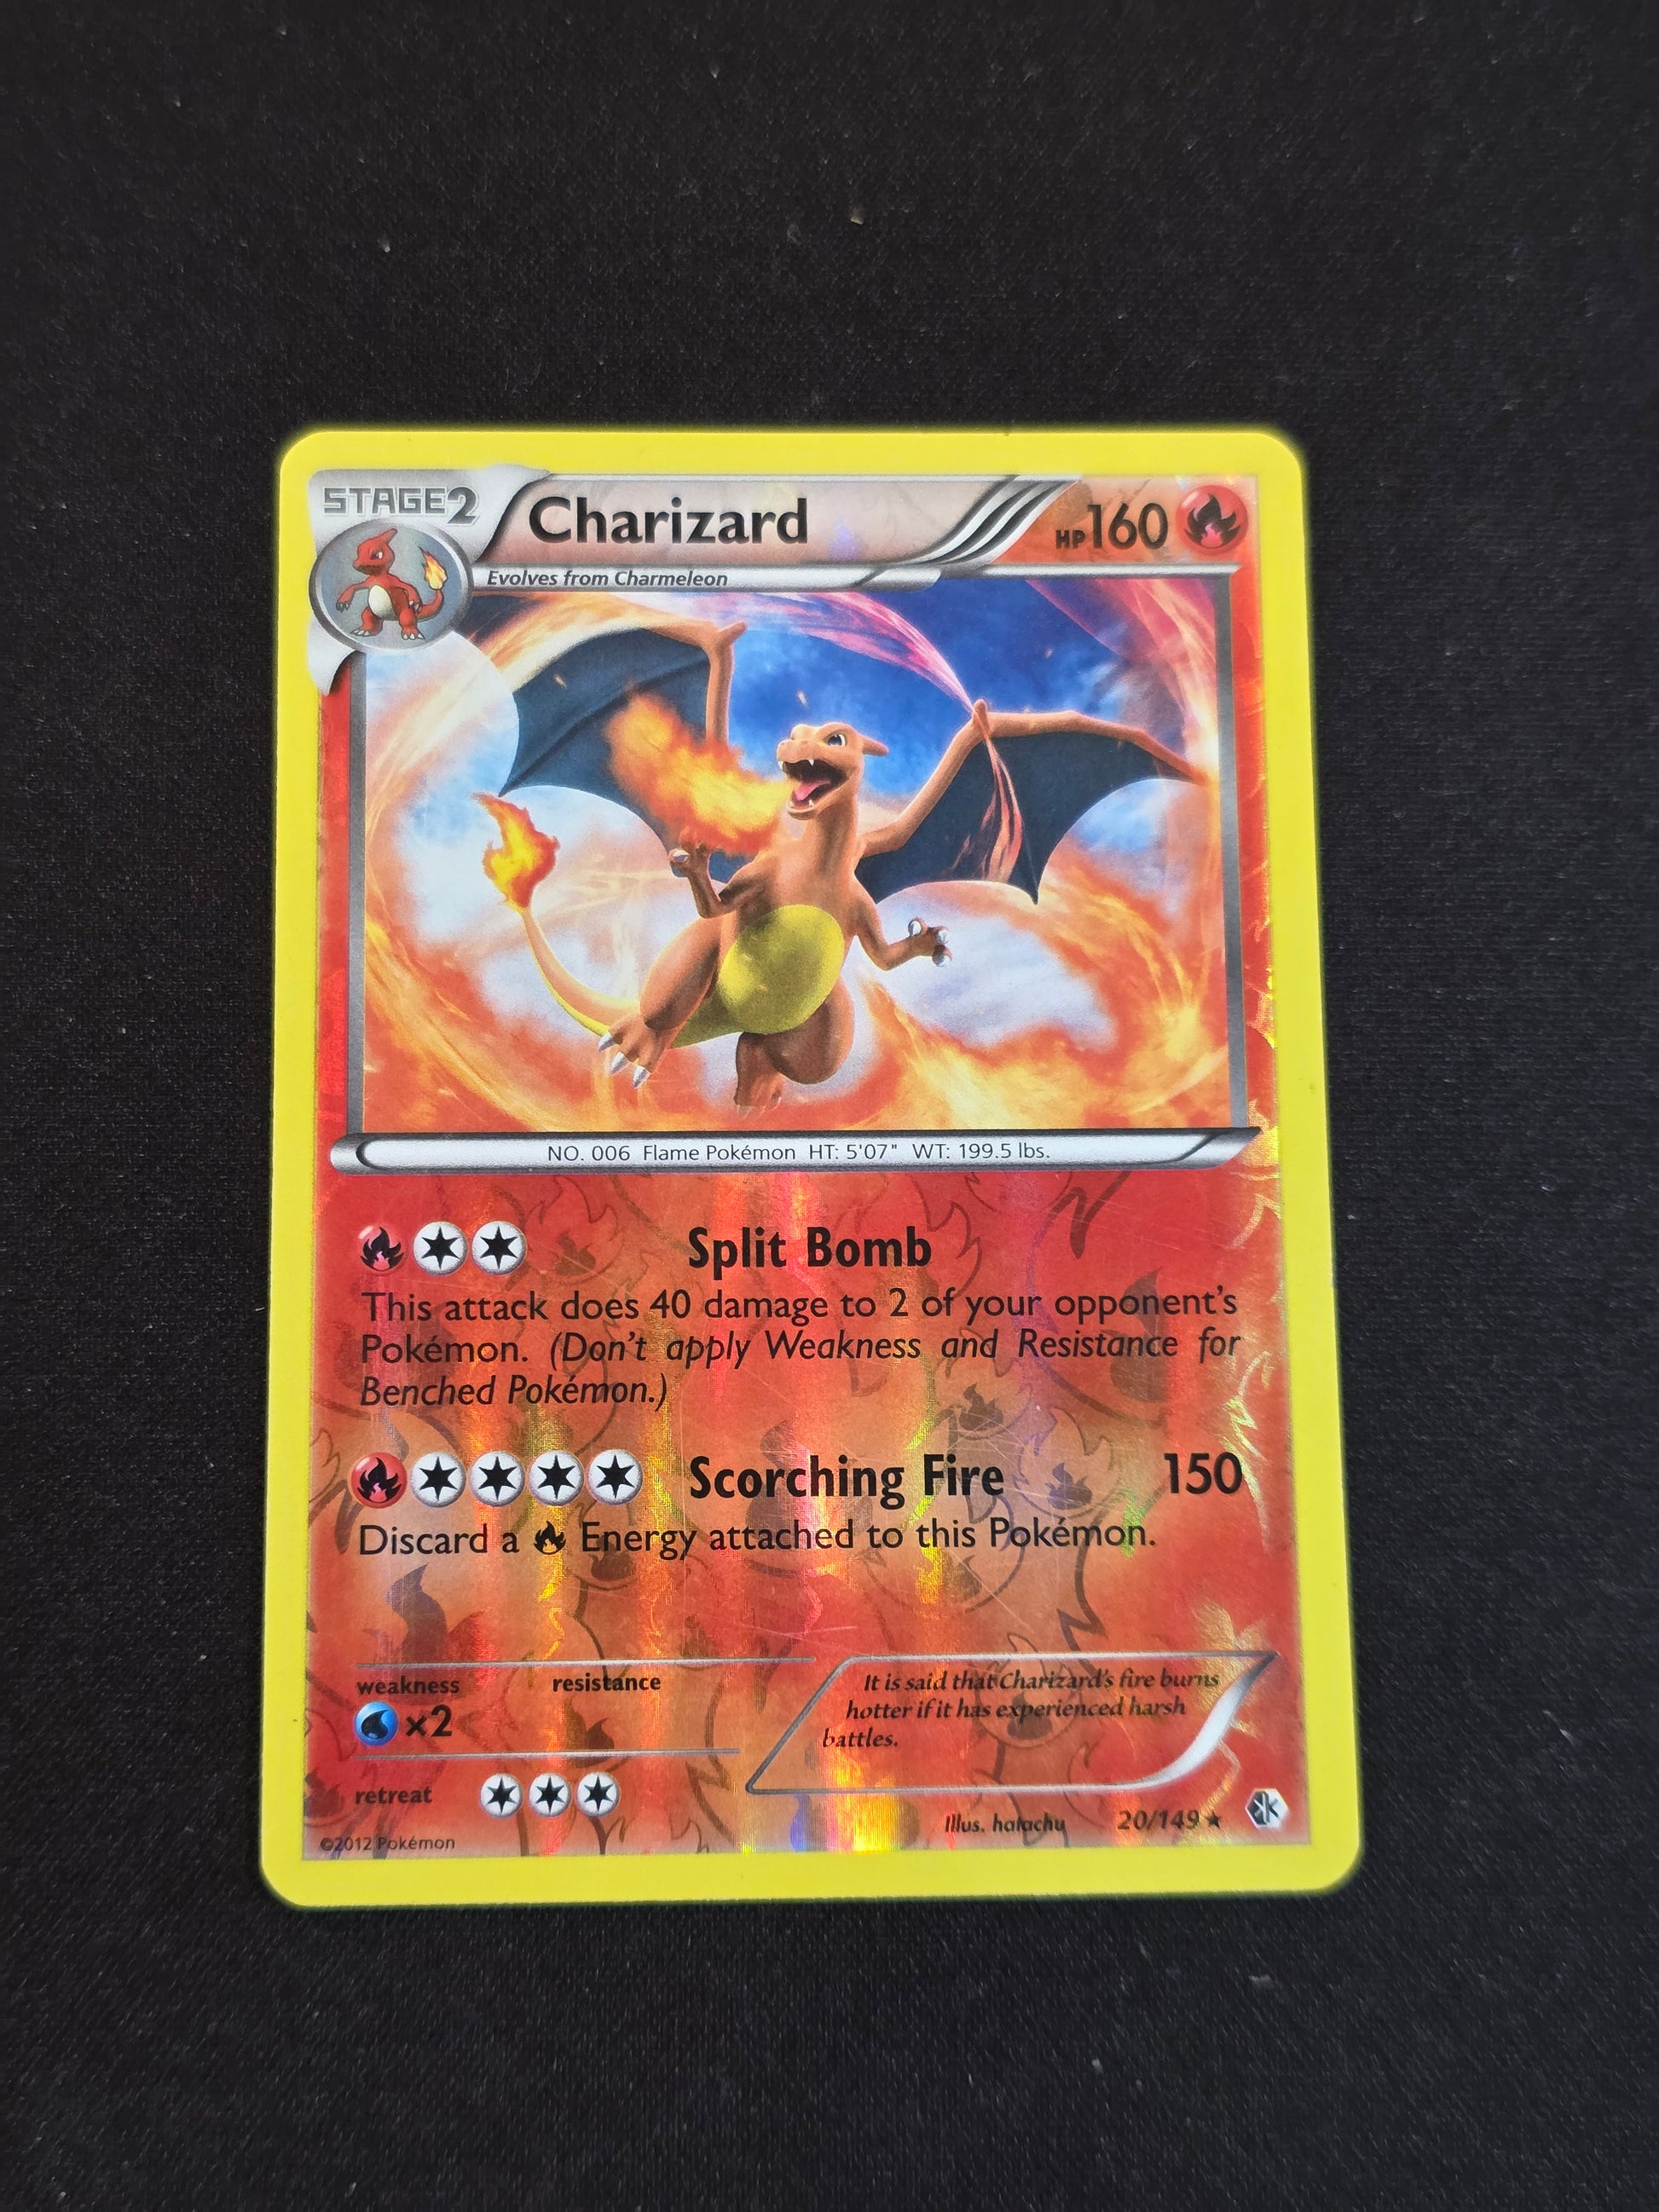 STAGE2
Charizard
HP160
Evolves from Charmeleon
NO. 006 Flame Pokémon HT: 5'07" WT: 199.5 lbs.
Split Bomb
This attack does 40 damage to 2 of your opponent's
Pokémon. (Don't apply Weakness and Resistance for
Benched Pokémon.)
Scorching Fire 150
Discard a Energy attached to this Pokémon.
weakness resistance
×2
retreat
It is said that Charizard's fire burns
hotter if it has experienced harsh
battles.
Illus. hatachu 20/149
©2012 Pokémon